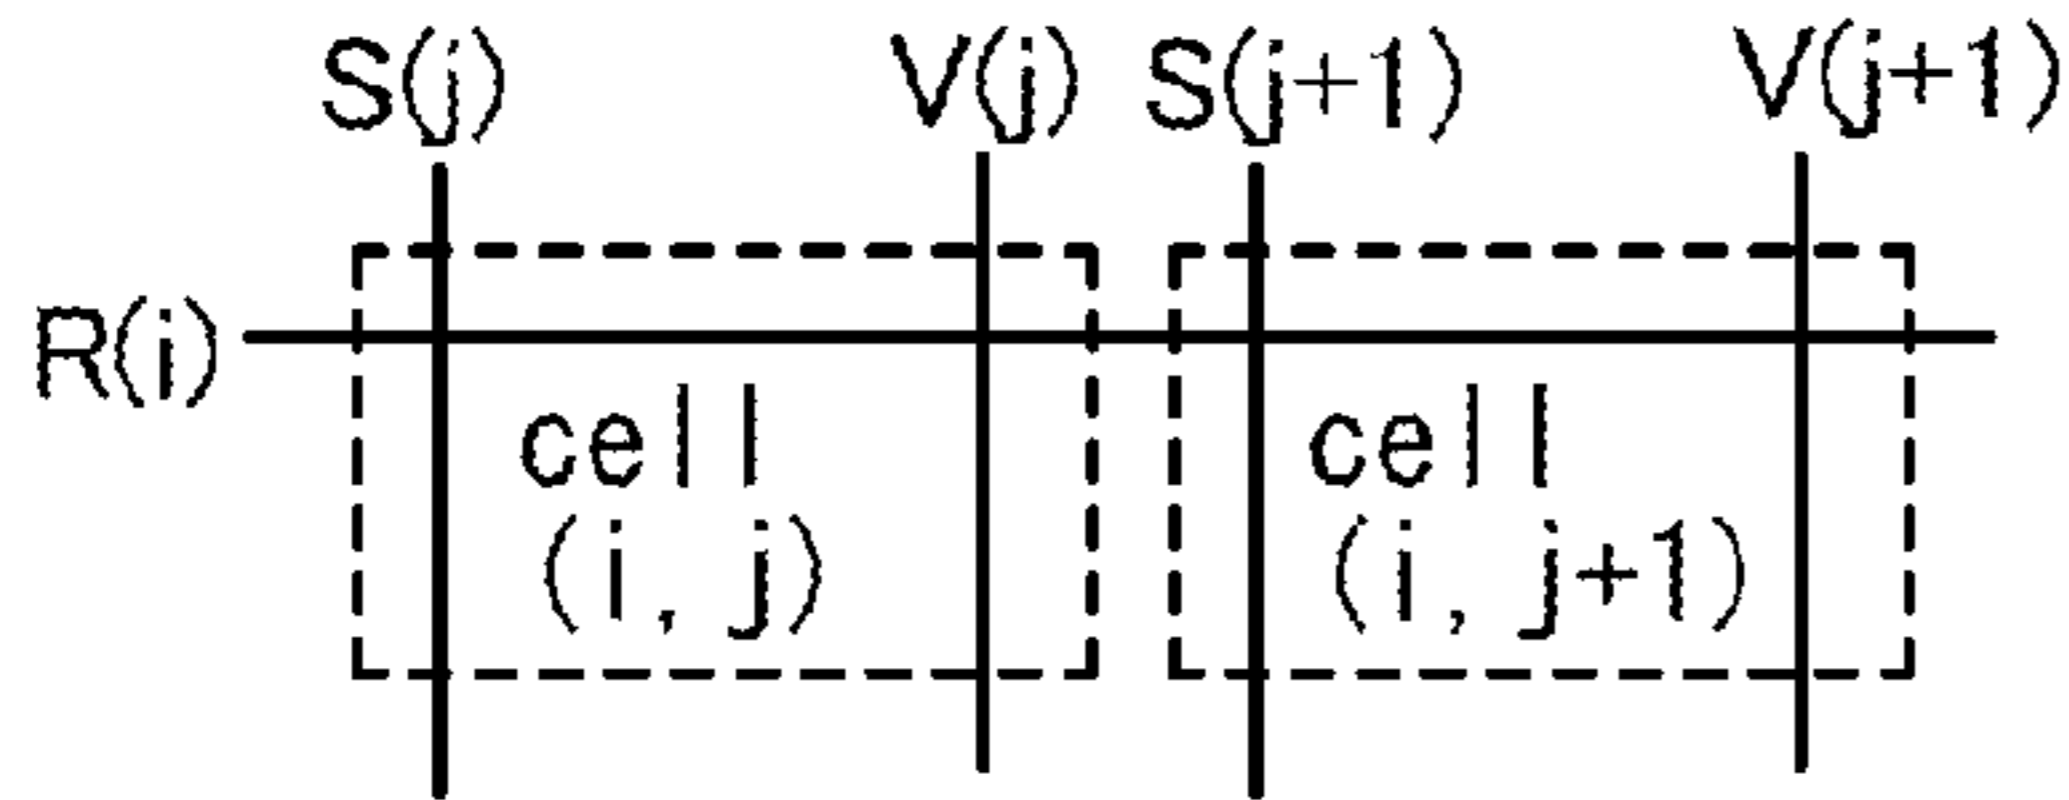 S(j) V(j) S(j+1) V(j+1)
R(i)
cell cell
(i, j) (i, j+1)